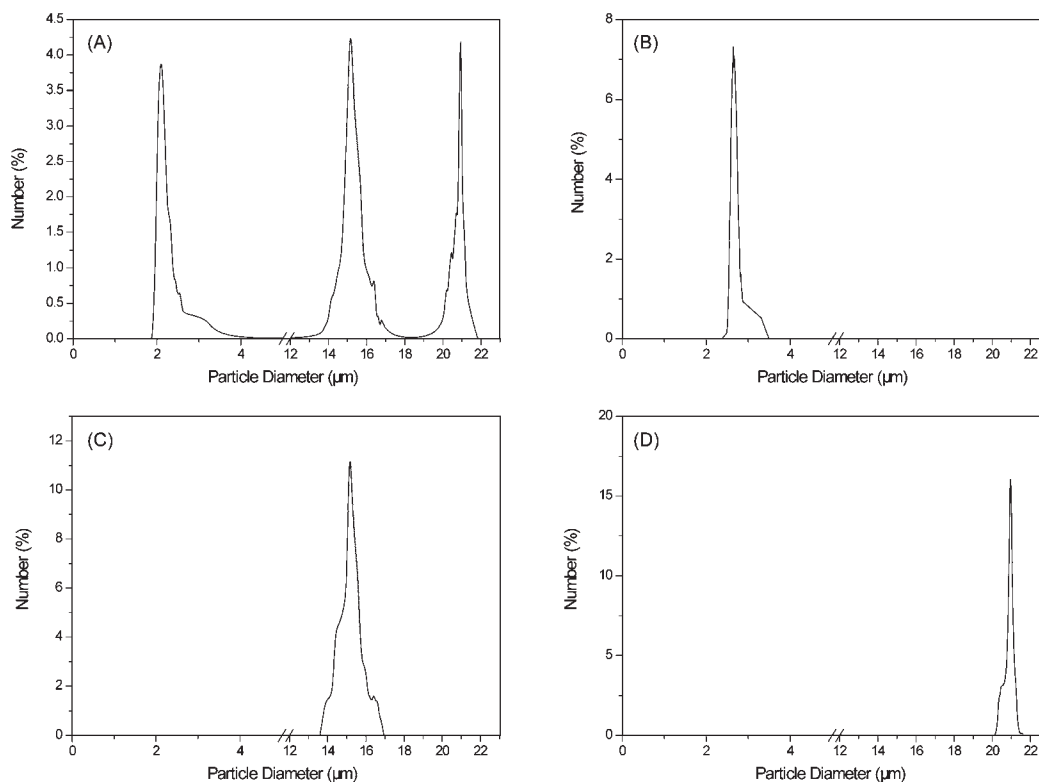 (A)
Number (%)
4.5
4.0
3.5
3.0
2.5
2.0
1.5
1.0
0.5
0.0
0 2 4 12 14 16 18 20 22
Particle Diameter (µm)
(B)
Number (%)
8
6
4
2
0
0 2 4 12 14 16 18 20 22
Particle Diameter (µm)
(C)
Number (%)
12
10
8
6
4
2
0
0 2 4 12 14 16 18 20 22
Particle Diameter (µm)
(D)
Number (%)
20
15
10
5
0
0 2 4 12 14 16 18 20 22
Particle Diameter (µm)